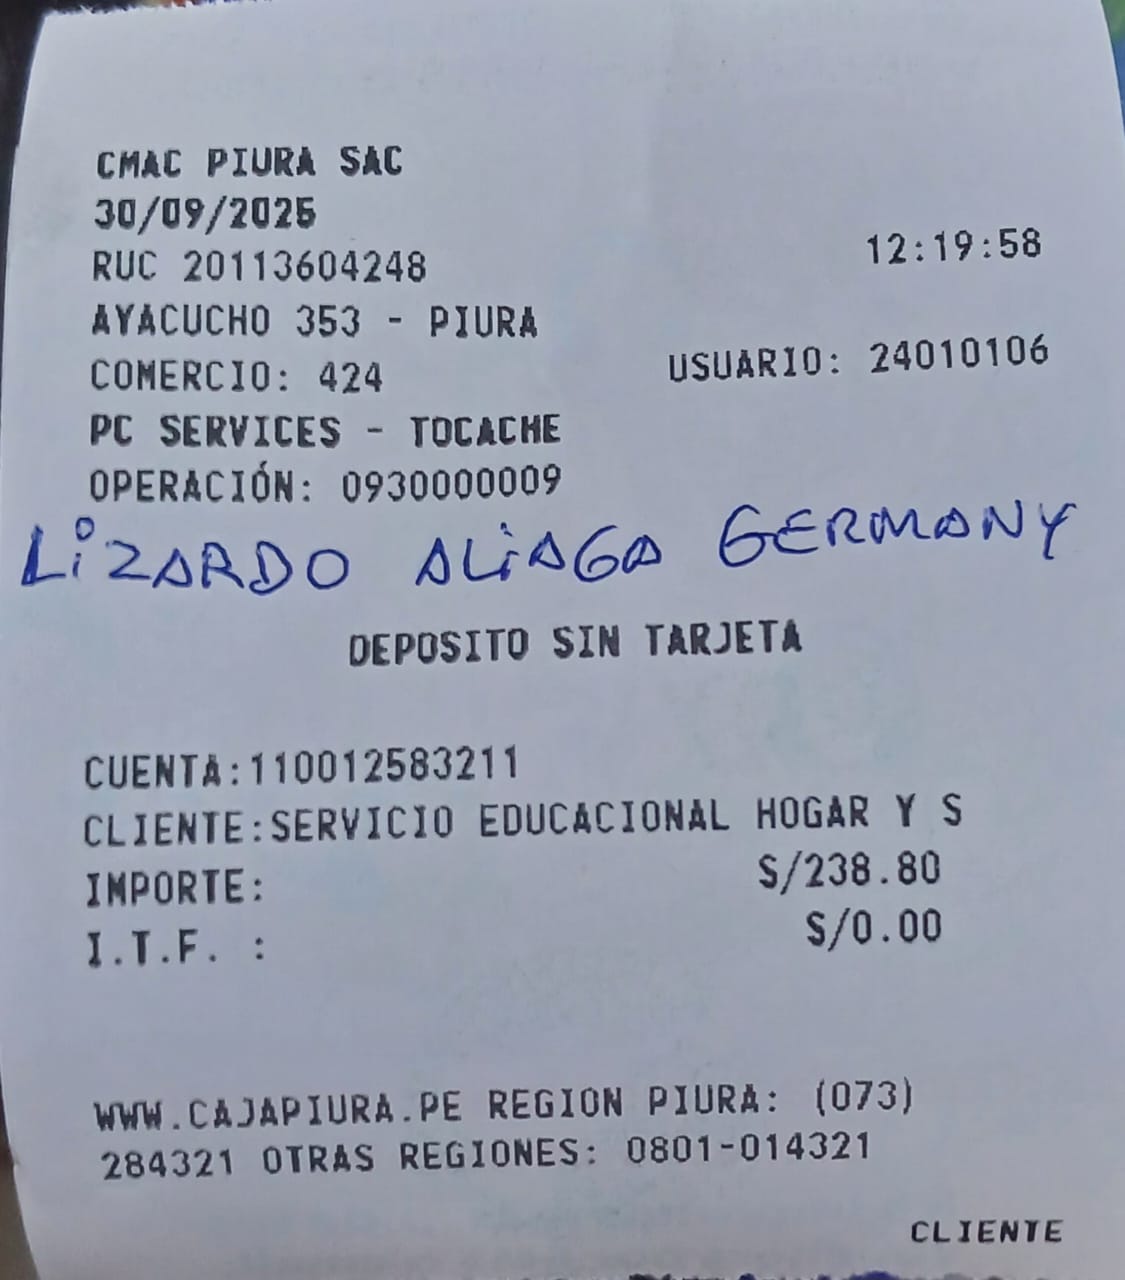 CMAC PIURA SAC
30/09/2025
12:19:58
RUC 20113604248
AYACUCHO 353 - PIURA
COMERCIO: 424
USUARIO: 24010106
PC SERVICES - TOCACHE
OPERACIÓN: 0930000009
LiZARDO ALiAGA GERMANY
DEPOSITO SIN TARJETA
CUENTA:110012583211
CLIENTE:SERVICIO EDUCACIONAL HOGAR Y S
IMPORTE: S/238.80
I.T.F. : S/0.00
WWW.CAJAPIURA.PE REGION PIURA: (073)
284321 OTRAS REGIONES: 0801-014321
CLIENTE